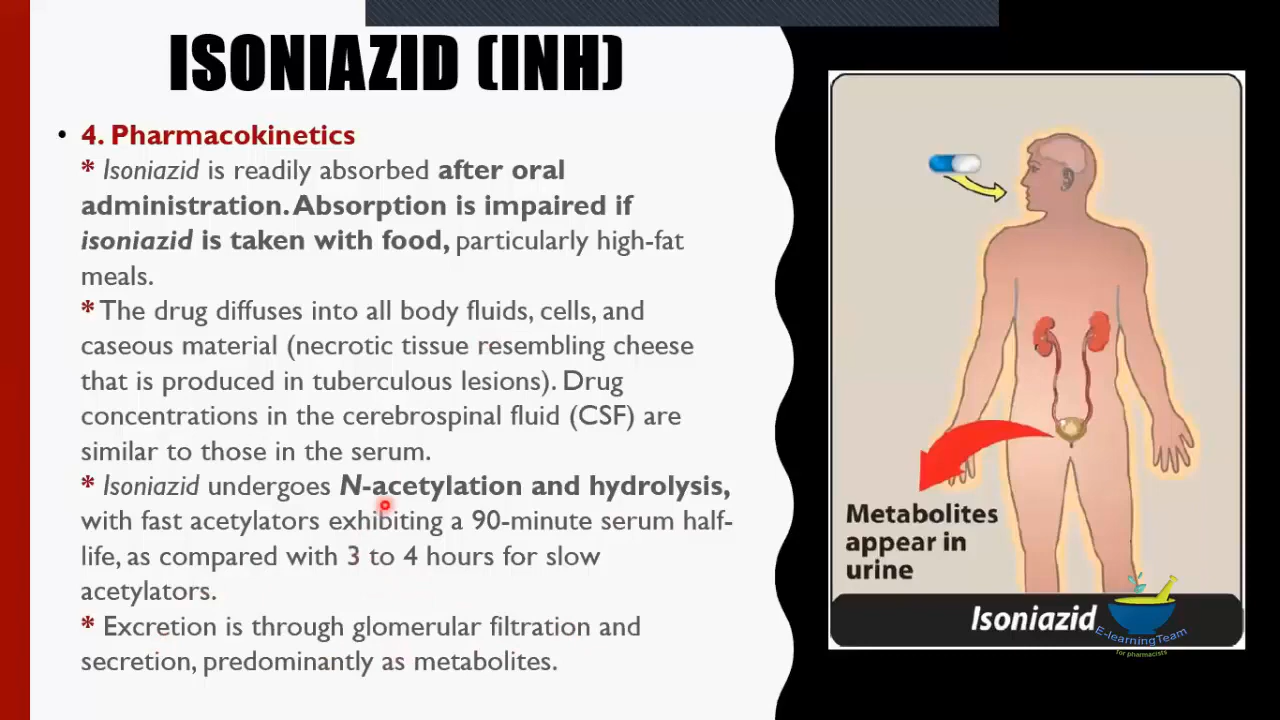 ISONIAZID (INH)
• 4. Pharmacokinetics
* Isoniazid is readily absorbed after oral
administration. Absorption is impaired if
isoniazid is taken with food, particularly high-fat
meals.
* The drug diffuses into all body fluids, cells, and
caseous material (necrotic tissue resembling cheese
that is produced in tuberculous lesions). Drug
concentrations in the cerebrospinal fluid (CSF) are
similar to those in the serum.
* Isoniazid undergoes N-acetylation and hydrolysis,
with fast acetylators exhibiting a 90-minute serum half-
life, as compared with 3 to 4 hours for slow
acetylators.
* Excretion is through glomerular filtration and
secretion, predominantly as metabolites.
Metabolites
appear in
urine
Isoniazid
E-learningTeam
for pharmacists